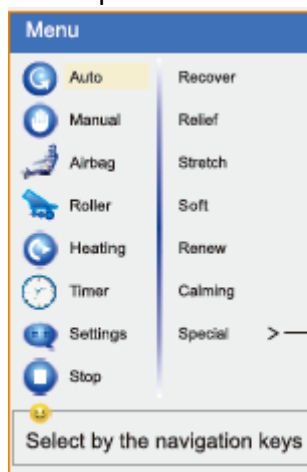 Menu
Auto Recover
Manual Relief
Airbag Stretch
Roller Soft
Heating Renew
Timer Calming
Settings Special >
Stop
Select by the navigation keys